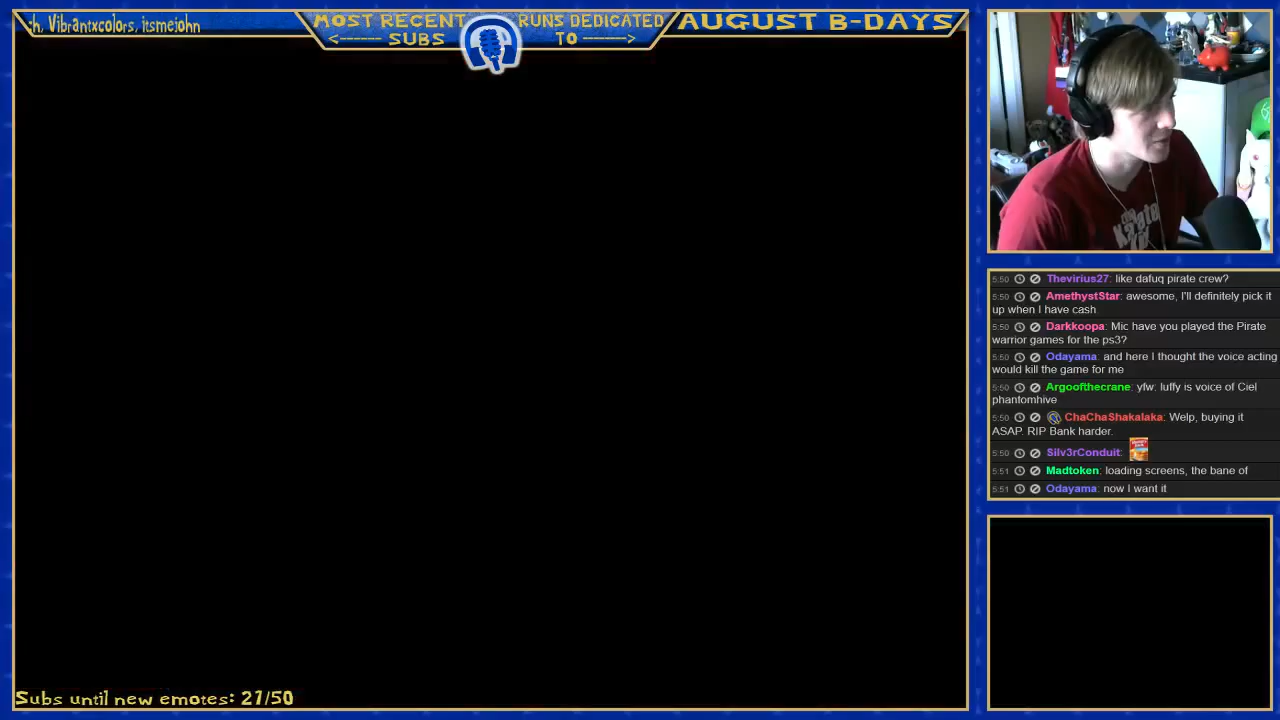 :h, Vibrantxcolors, itsmejohn
MOST RECENT
<------ SUBS
RUNS DEDICATED
TO ------>
AUGUST B-DAYS
5:50 Thevirius27: like dafuq pirate crew?
5:50 AmethystStar: awesome, I'll definitely pick it
up when I have cash
5:50 Darkkoopa: Mic have you played the Pirate
warrior games for the ps3?
5:50 Odayama: and here I thought the voice acting
would kill the game for me
5:50 Argoofthecrane: yfw: luffy is voice of Ciel
phantomhive
5:50 ChaChaShakalaka: Welp, buying it
ASAP. RIP Bank harder.
5:50 Silv3rConduit:
5:51 Madtoken: loading screens, the bane of
5:51 Odayama: now I want it
Subs until new emotes: 27/50